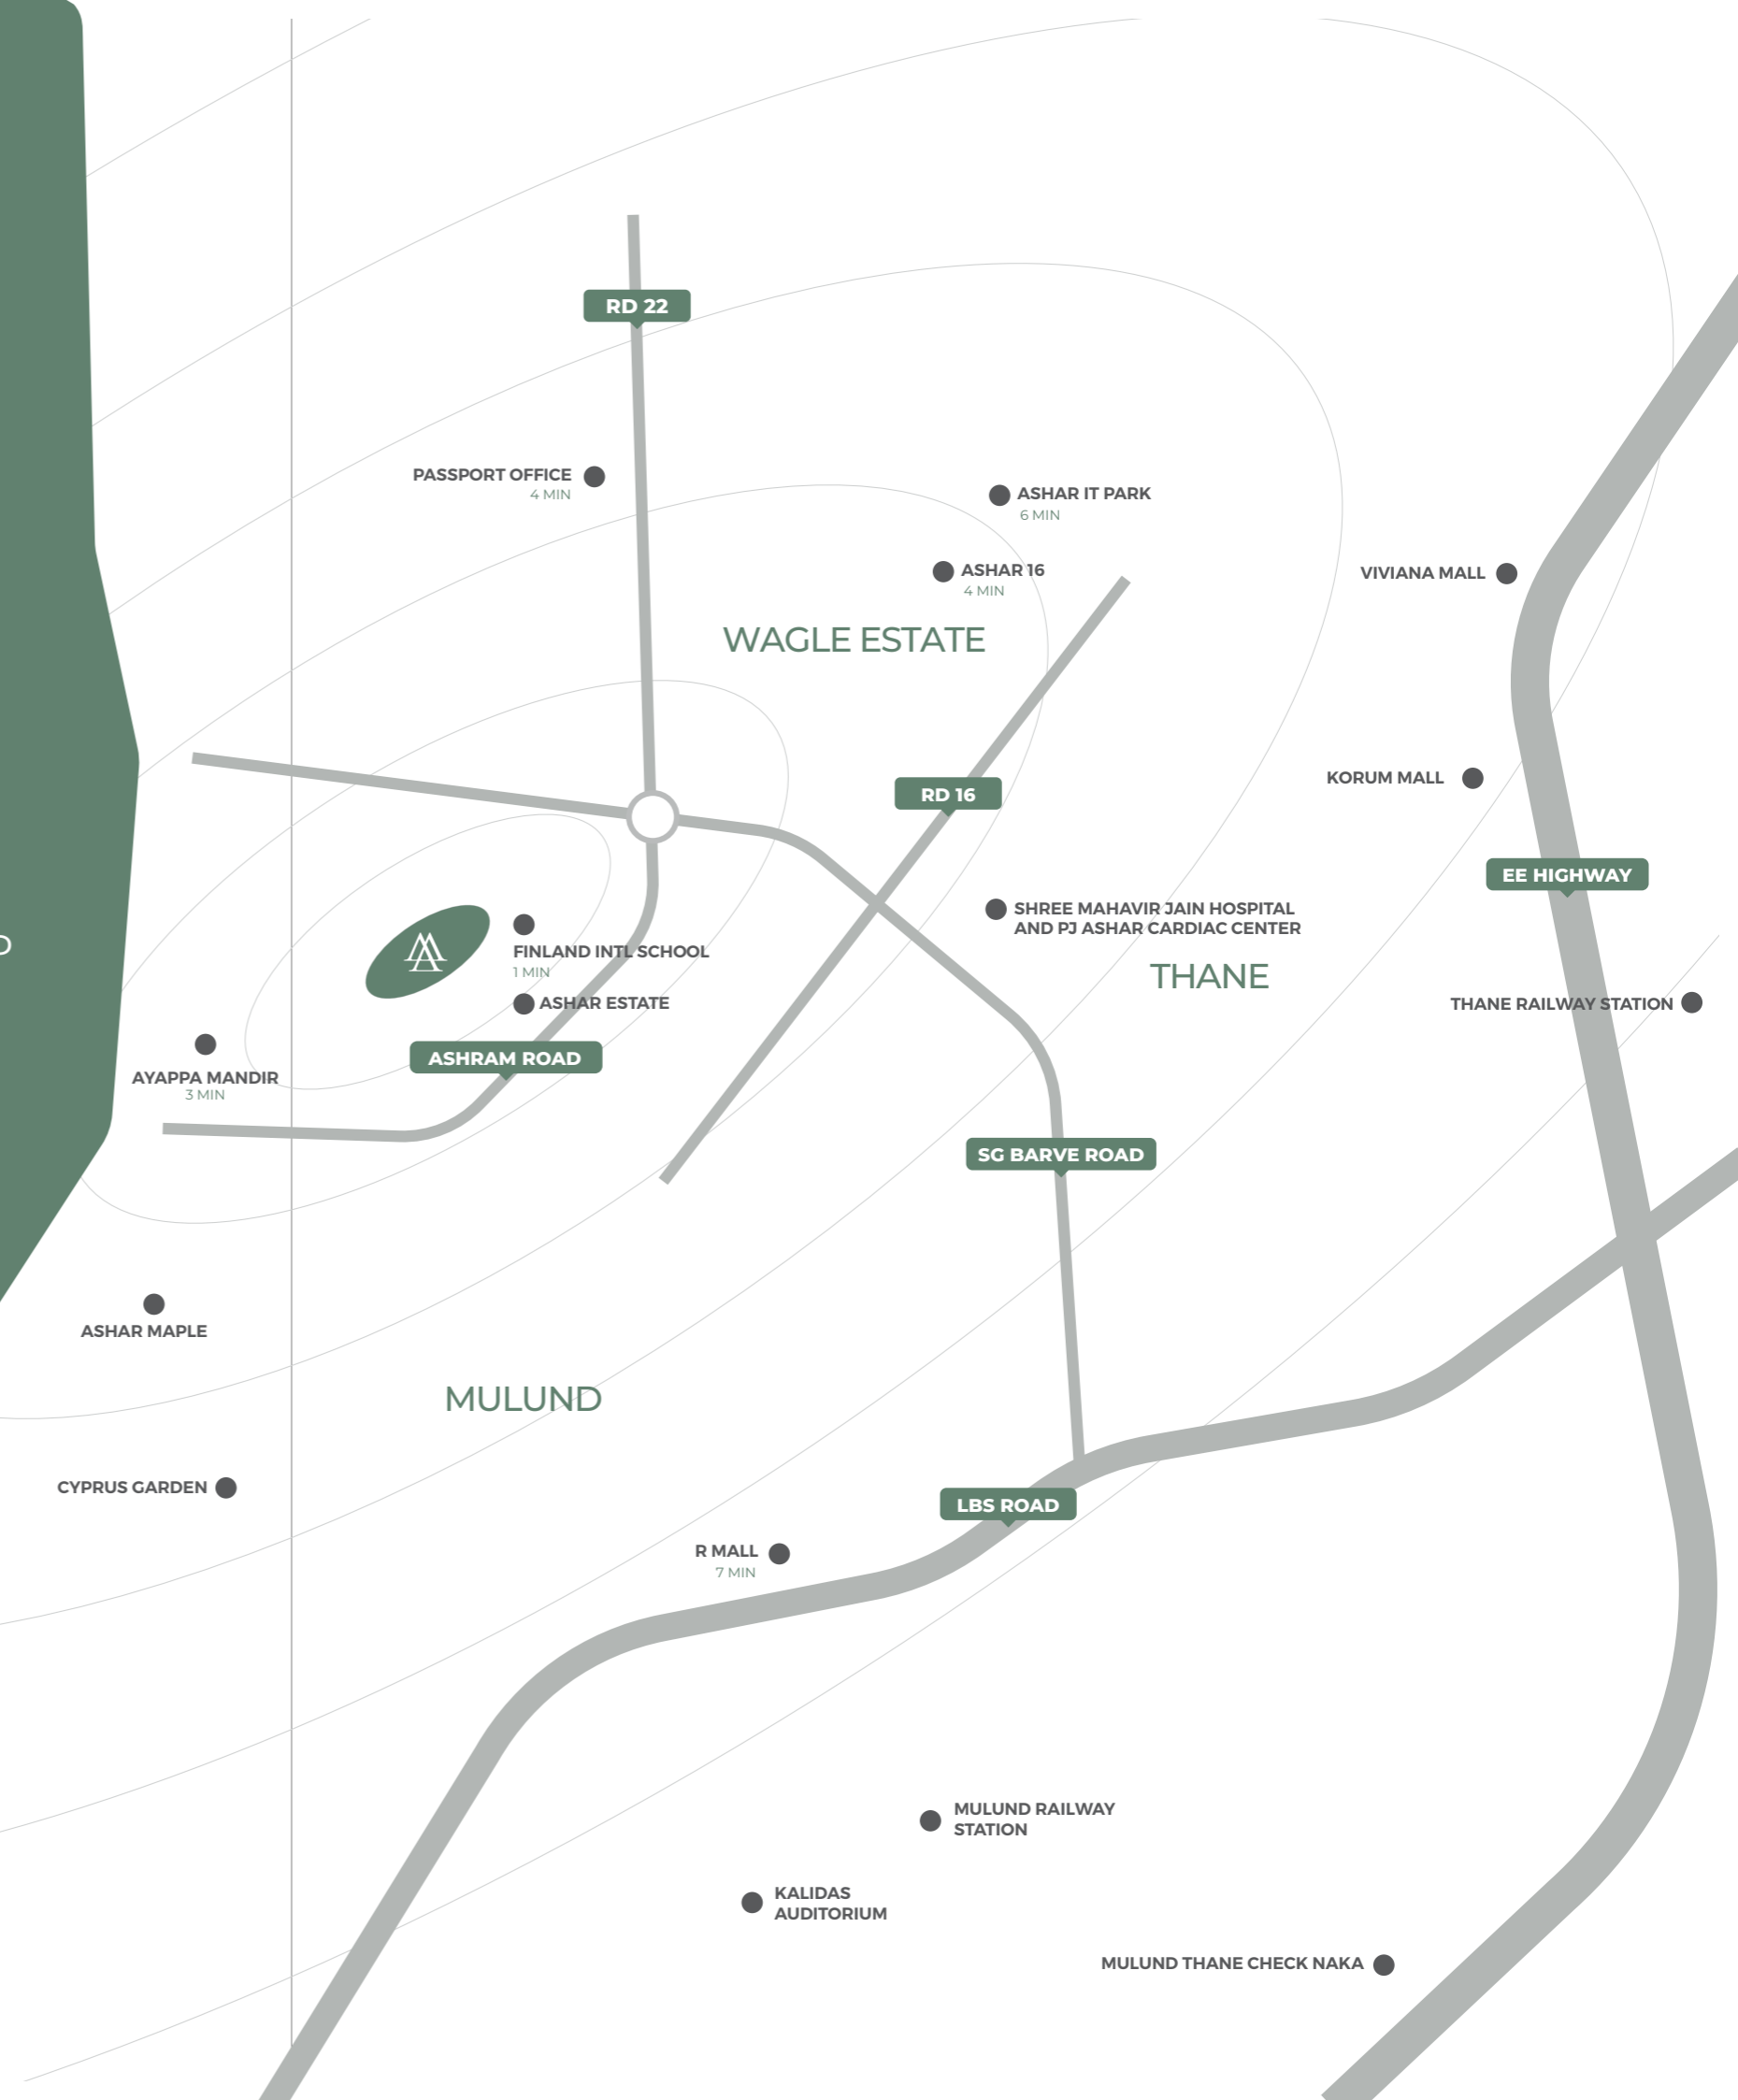 RD 22
PASSPORT OFFICE
4 MIN
ASHAR IT PARK
6 MIN
ASHAR 16
4 MIN
VIVIANA MALL
WAGLE ESTATE
KORUM MALL
RD 16
EE HIGHWAY
SHREE MAHAVIR JAIN HOSPITAL
AND PJ ASHAR CARDIAC CENTER
FINLAND INTL SCHOOL
1 MIN
THANE
ASHAR ESTATE
THANE RAILWAY STATION
ASHRAM ROAD
AYAPPA MANDIR
3 MIN
SG BARVE ROAD
ASHAR MAPLE
MULUND
CYPRUS GARDEN
LBS ROAD
R MALL
7 MIN
MULUND RAILWAY
STATION
KALIDAS
AUDITORIUM
MULUND THANE CHECK NAKA